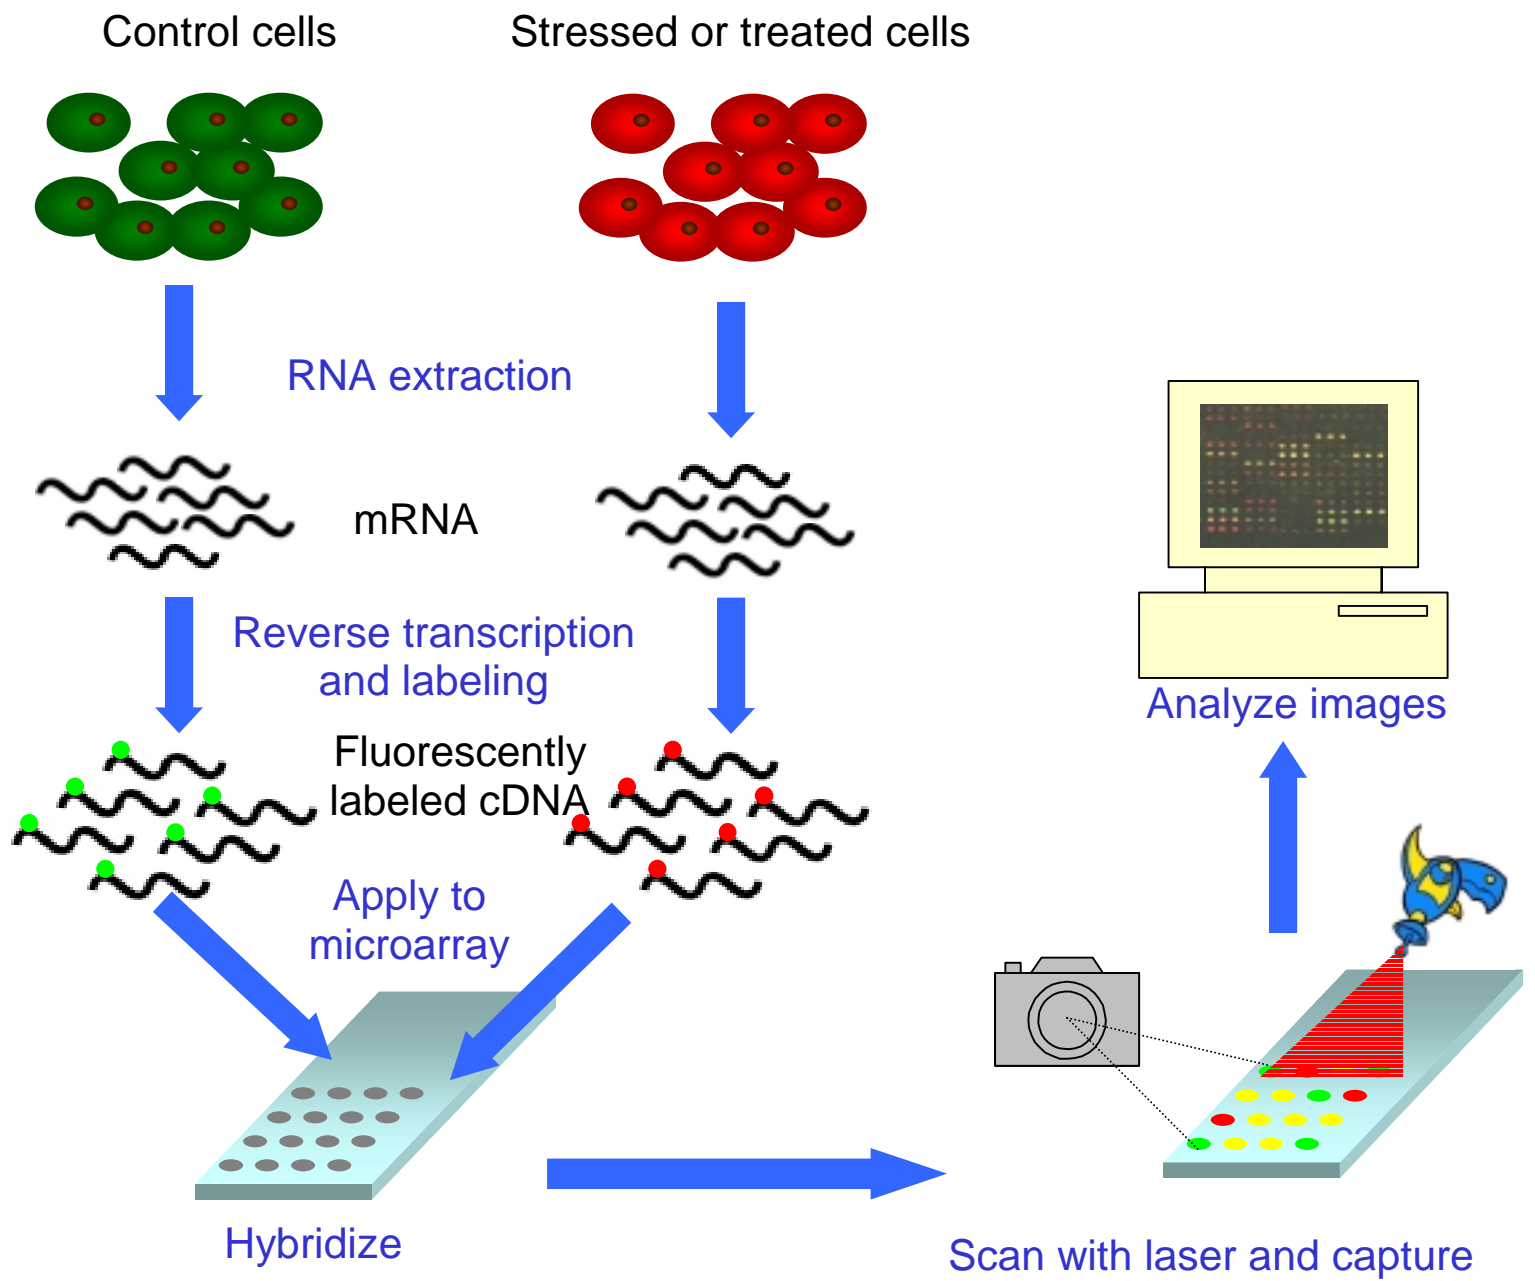 Control cells
Stressed or treated cells
RNA extraction
mRNA
Reverse transcription
and labeling
Fluorescently
labeled cDNA
Apply to
microarray
Hybridize
Scan with laser and capture
Analyze images